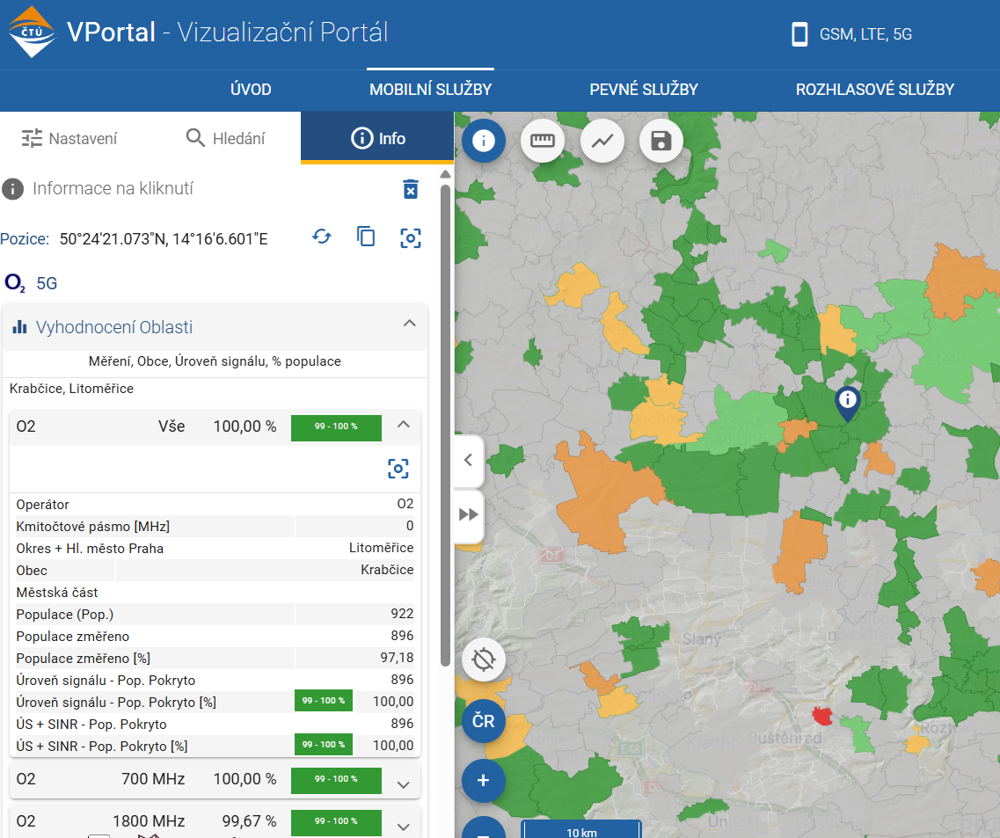 ČTÚ
VPortal - Vizualizační Portál
GSM, LTE, 5G
ÚVOD
MOBILNÍ SLUŽBY
PEVNÉ SLUŽBY
ROZHLASOVÉ SLUŽBY
Nastavení
Hledání
Info
Informace na kliknutí
Pozice: 50°24'21.073"N, 14°16'6.601"E
O2 5G
Vyhodnocení Oblasti
Měření, Obce, Úroveň signálu, % populace
Krabčice, Litoměřice
O2 Vše 100,00 % 99 - 100 %
Operátor O2
Kmitočtové pásmo [MHz] 0
Okres + Hl. město Praha Litoměřice
Obec Krabčice
Městská část
Populace (Pop.) 922
Populace změřeno 896
Populace změřeno [%] 97,18
Úroveň signálu - Pop. Pokryto 896
Úroveň signálu - Pop. Pokryto [%] 99 - 100 % 100,00
ÚS + SINR - Pop. Pokryto 896
ÚS + SINR - Pop. Pokryto [%] 99 - 100 % 100,00
O2 700 MHz 100,00 % 99 - 100 %
O2 1800 MHz 99,67 % 99 - 100 %
D7
Slaný
E48
ČR
+
10 km